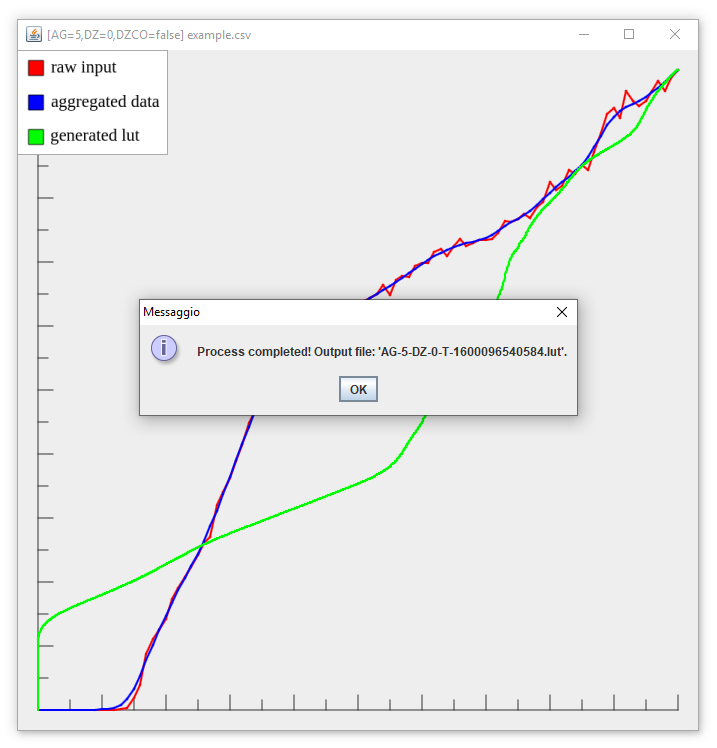 [AG=5,DZ=0,DZCO=false] example.csv
raw input
aggregated data
generated lut
Messaggio
Process completed! Output file: 'AG-5-DZ-0-T-1600096540584.lut'.
OK